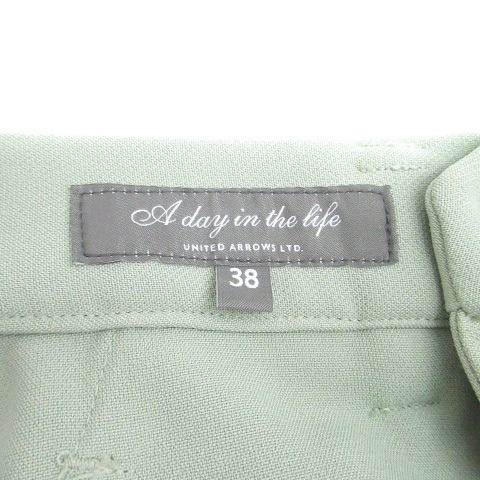 A day in the life
UNITED ARROWS LTD.
38